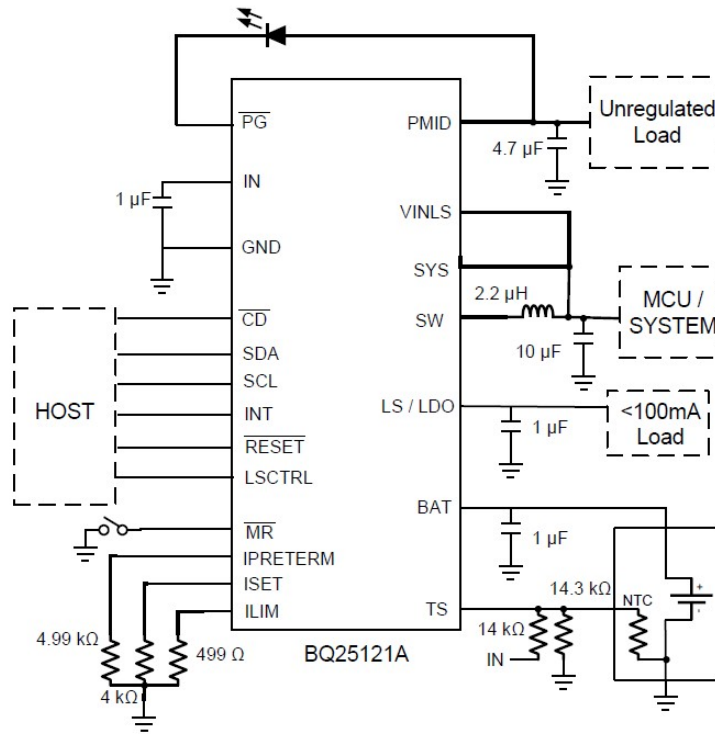 PG
PMID
Unregulated
Load
4.7 µF
IN
1 µF
VINLS
GND
SYS
2.2 µH
MCU /
SYSTEM
CD
SW
SDA
10 µF
SCL
HOST
INT
LS / LDO
<100mA
Load
RESET
1 µF
LSCTRL
BAT
MR
1 µF
IPRETERM
ISET
14.3 kΩ
NTC
+
-
ILIM
TS
4.99 kΩ
499 Ω
14 kΩ
IN
BQ25121A
4 kΩ